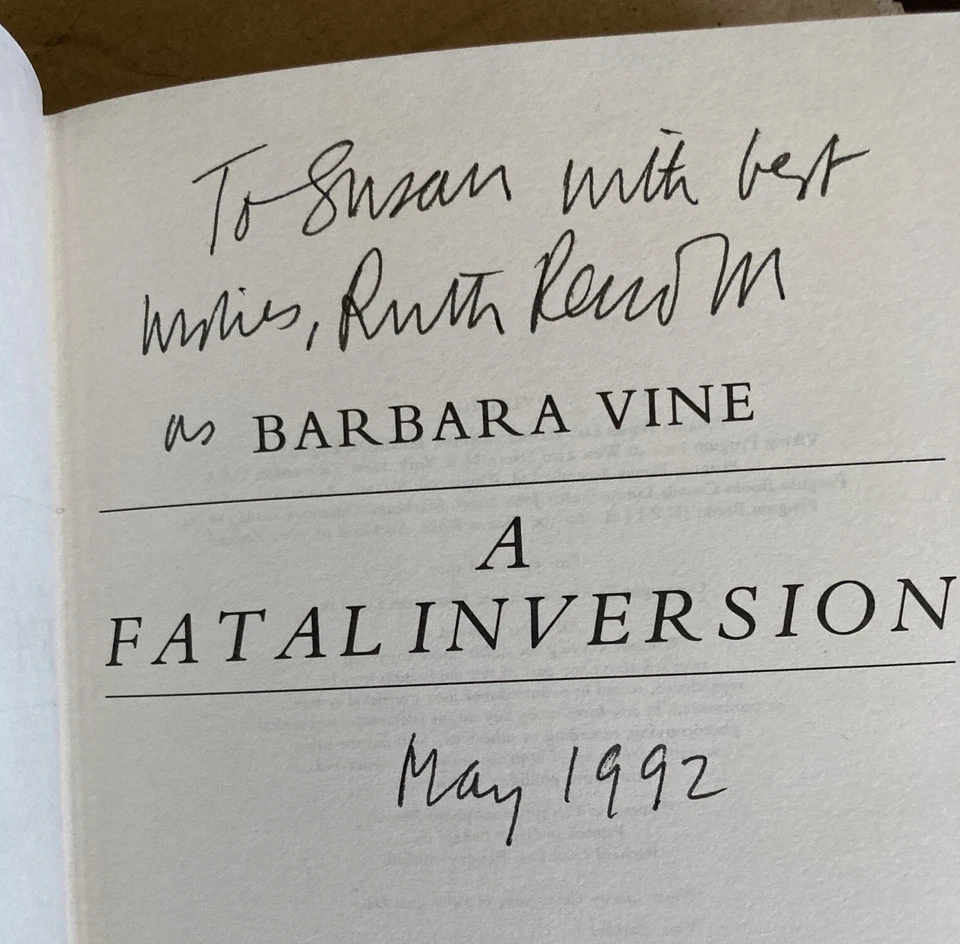 To Susan with best
wishes, Ruth Rendell
as BARBARA VINE
A
FATAL INVERSION
May 1992